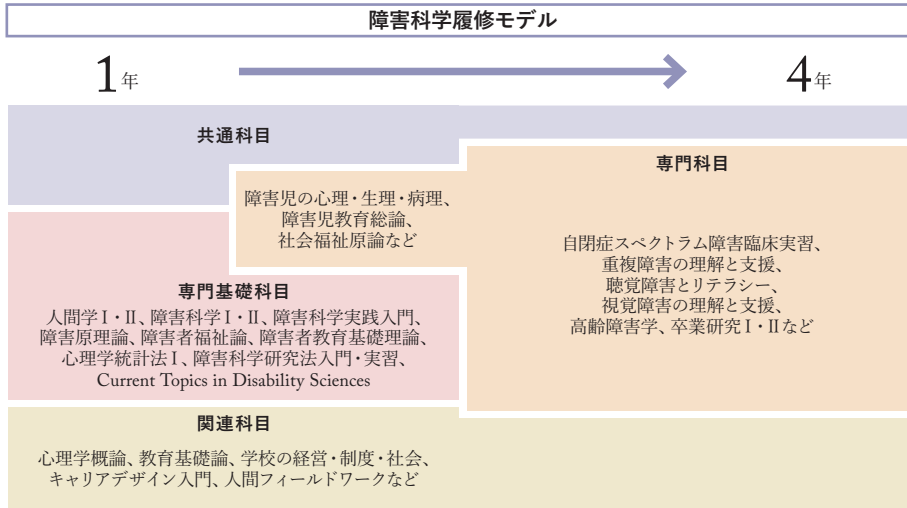 障害科学履修モデル
1年
4年
共通科目
障害児の心理・生理・病理、
障害児教育総論、
社会福祉原論など
専門科目
自閉症スペクトラム障害臨床実習、
重複障害の理解と支援、
聴覚障害とリテラシー、
視覚障害の理解と支援、
高齢障害学、卒業研究Ⅰ・Ⅱなど
専門基礎科目
人間学Ⅰ・Ⅱ、障害科学Ⅰ・Ⅱ、障害科学実践入門、
障害原理論、障害者福祉論、障害者教育基礎理論、
心理学統計法Ⅰ、障害科学研究法入門・実習、
Current Topics in Disability Sciences
関連科目
心理学概論、教育基礎論、学校の経営・制度・社会、
キャリアデザイン入門、人間フィールドワークなど